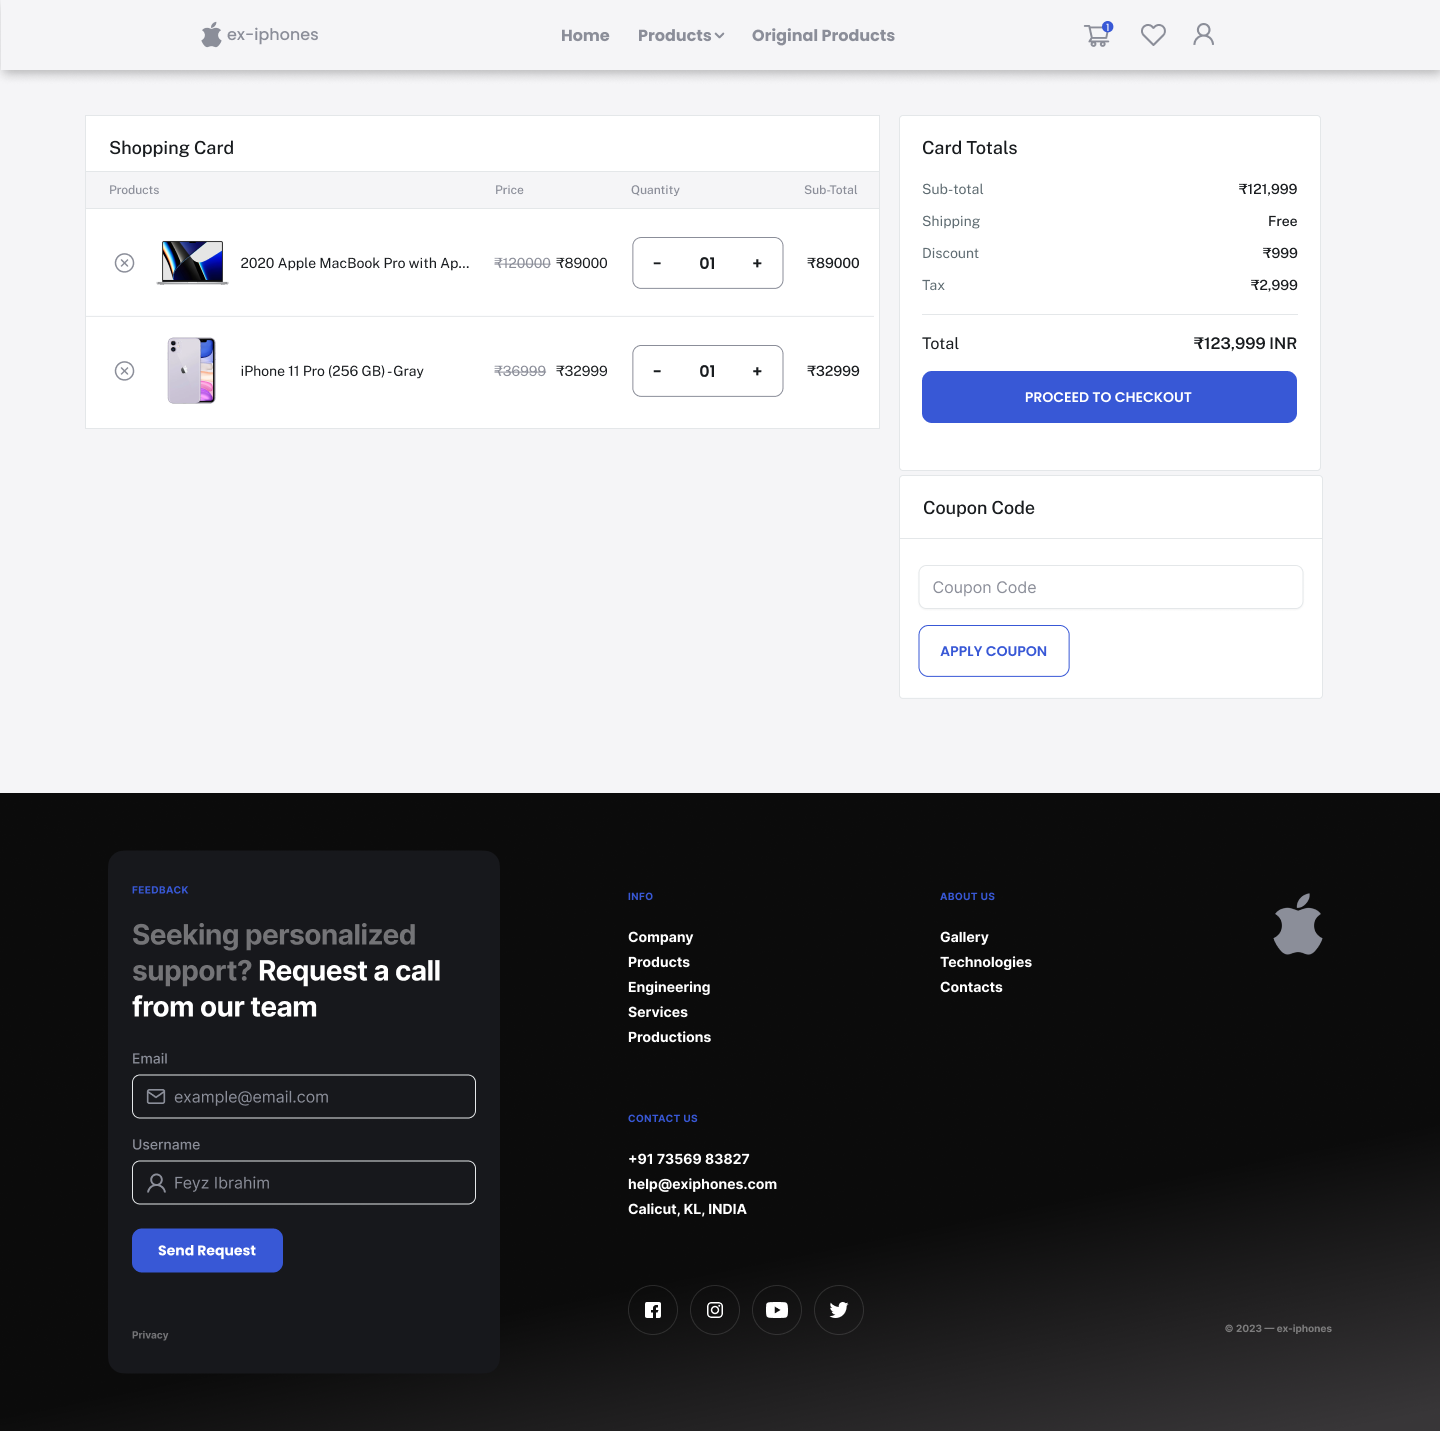 ex-iphones
Home Products Original Products
1
Shopping Card
Products Price Quantity Sub-Total
2020 Apple MacBook Pro with Ap... ₹120000 ₹89000 - 01 + ₹89000
iPhone 11 Pro (256 GB) - Gray ₹36999 ₹32999 - 01 + ₹32999
Card Totals
Sub-total ₹121,999
Shipping Free
Discount ₹999
Tax ₹2,999
Total ₹123,999 INR
PROCEED TO CHECKOUT
Coupon Code
Coupon Code
APPLY COUPON
FEEDBACK
Seeking personalized
support? Request a call
from our team
Email
example@email.com
Username
Feyz Ibrahim
Send Request
Privacy
INFO
Company
Products
Engineering
Services
Productions
ABOUT US
Gallery
Technologies
Contacts
CONTACT US
+91 73569 83827
help@exiphones.com
Calicut, KL, INDIA
© 2023 — ex-iphones